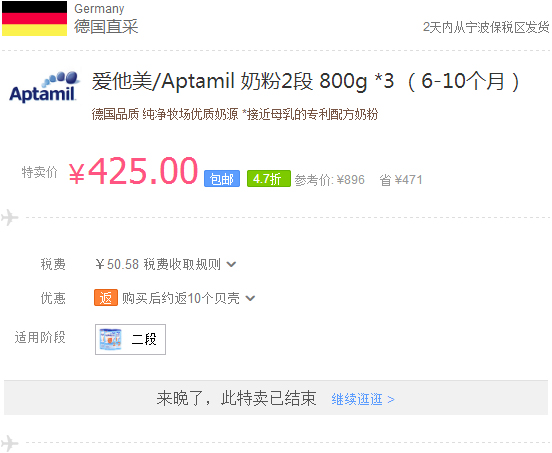 Germany
德国直采
2天内从宁波保税区发货
Aptamil
爱他美/Aptamil 奶粉2段 800g *3 （6-10个月）
德国品质 纯净牧场优质奶源 *接近母乳的专利配方奶粉
特卖价 ¥425.00 包邮 4.7折 参考价: ¥896 省 ¥471
税费 ￥50.58 税费收取规则
优惠 返 购买后约返10个贝壳
适用阶段 二段
来晚了，此特卖已结束 继续逛逛 >